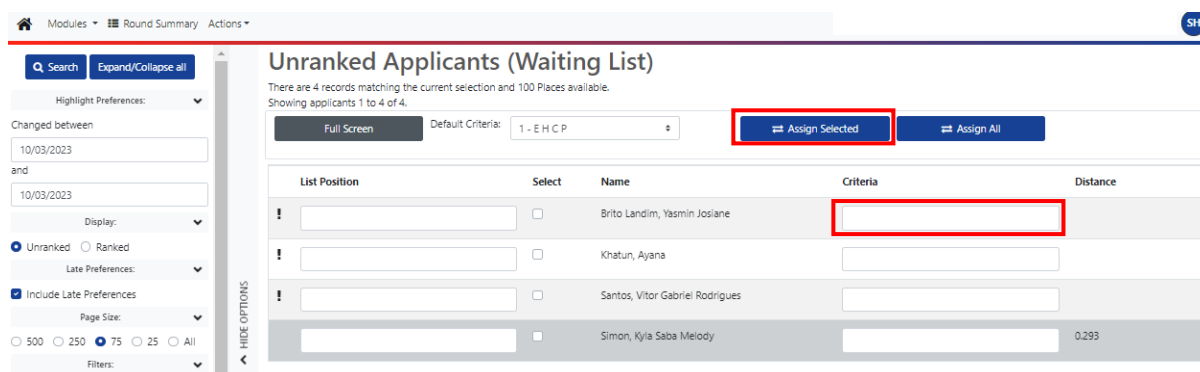 Modules Round Summary Actions
SH
Search Expand/Collapse all
Highlight Preferences:
Changed between
10/03/2023
and
10/03/2023
Display:
Unranked Ranked
Late Preferences:
Include Late Preferences
Page Size:
500 250 75 25 All
Filters:
HIDE OPTIONS
Unranked Applicants (Waiting List)
There are 4 records matching the current selection and 100 Places available.
Showing applicants 1 to 4 of 4.
Full Screen Default Criteria: 1 - E H C P Assign Selected Assign All
List Position Select Name Criteria Distance
! Brito Landim, Yasmin Josiane
! Khatun, Ayana
! Santos, Vitor Gabriel Rodrigues
Simon, Kyla Saba Melody 0.293